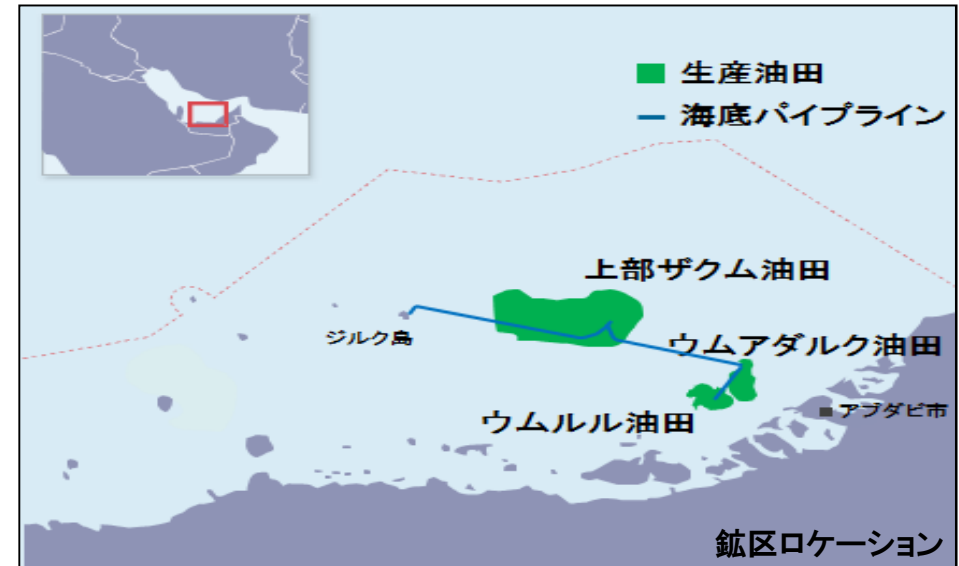 生産油田
海底パイプライン
上部ザクム油田
ジルク島
ウムアダルク油田
ウムルル油田
アブダビ市
鉱区ロケーション